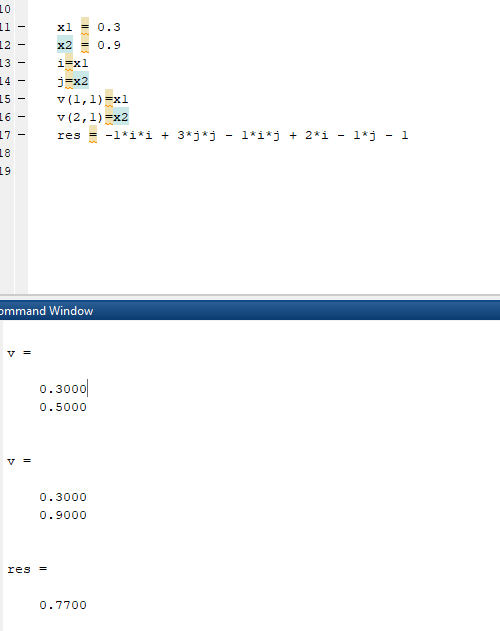 10
11 — x1 = 0.3
12 — x2 = 0.9
13 — i=x1
14 — j=x2
15 — v(1,1)=x1
16 — v(2,1)=x2
17 — res = -1*i*i + 3*j*j - 1*i*j + 2*i - 1*j - 1
18
19
ommand Window
v =
0.3000
0.5000
v =
0.3000
0.9000
res =
0.7700